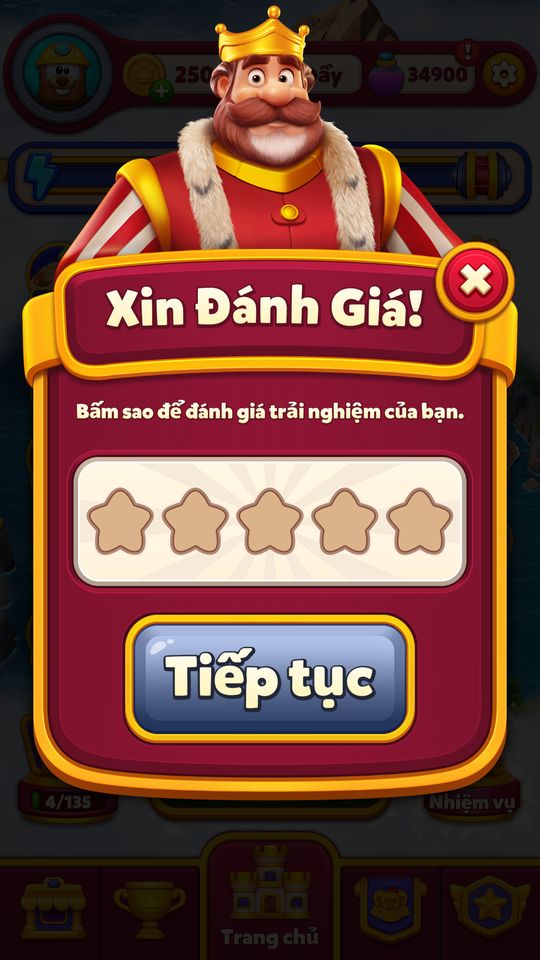 34900
Xin Đánh Giá!
Bấm sao để đánh giá trải nghiệm của bạn.
Tiếp tục
4/135
Nhiệm vụ
Trang chủ